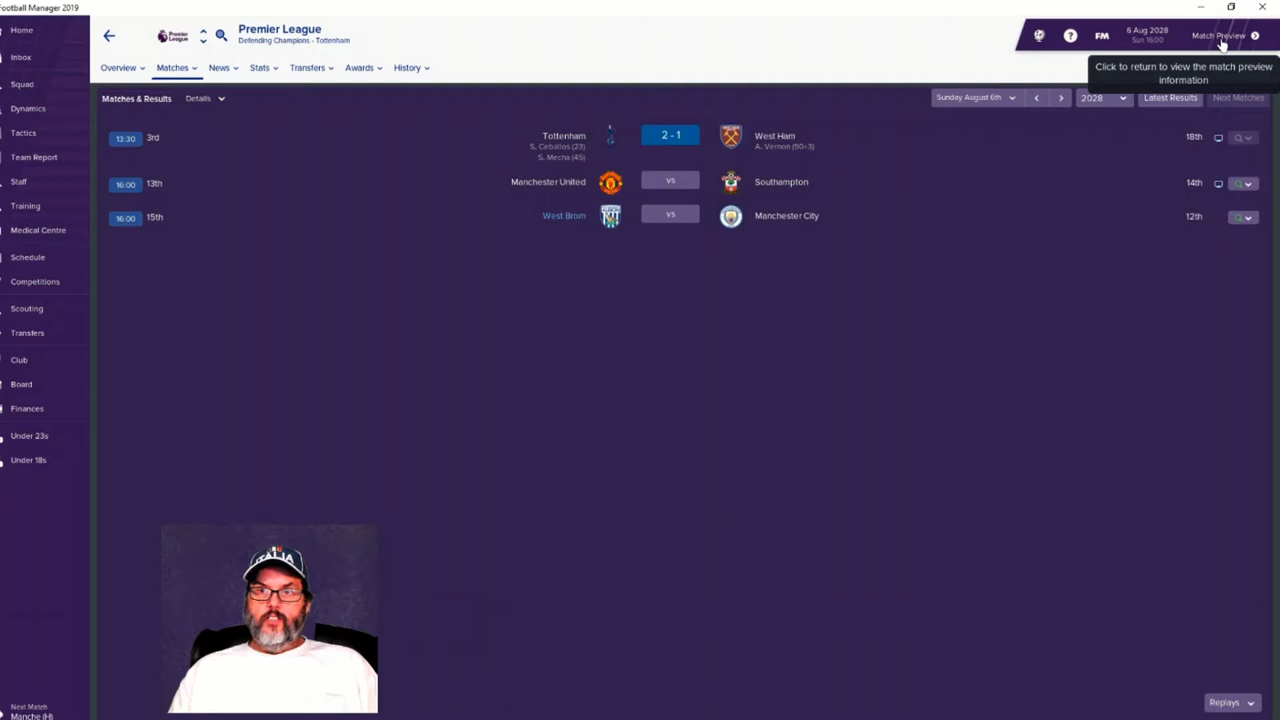 Football Manager 2019
Home
Inbox
Squad
Dynamics
Tactics
Team Report
Staff
Training
Medical Centre
Schedule
Competitions
Scouting
Transfers
Club
Board
Finances
Under 23s
Under 18s
Next Match
Manche (H)
Premier League
Premier League
Defending Champions - Tottenham
FM
6 Aug 2028
Sun 16:00
Match Preview
Click to return to view the match preview
information
Overview Matches News Stats Transfers Awards History
Matches & Results Details
Sunday August 6th 2028 Latest Results Next Matches
13:30 3rd Tottenham 2 - 1 West Ham 18th
S. Ceballos (23) A. Vernon (90+3)
S. Mecha (45)
16:00 13th Manchester United vs Southampton 14th
16:00 15th West Brom vs Manchester City 12th
ITALIA
Replays